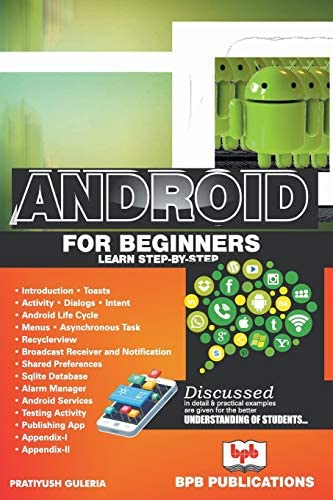 ANDROID
FOR BEGINNERS
LEARN STEP-BY-STEP
• Introduction • Toasts
• Activity • Dialogs • Intent
• Android Life Cycle
• Menus • Asynchronous Task
• Recyclerview
• Broadcast Receiver and Notification
• Shared Preferences
• Sqlite Database
• Alarm Manager
• Android Services
• Testing Activity
• Publishing App
• Appendix-I
• Appendix-II
Discussed
in detail & practical examples
are given for the better
UNDERSTANDING OF STUDENTS...
bpb
PRATIYUSH GULERIA
BPB PUBLICATIONS